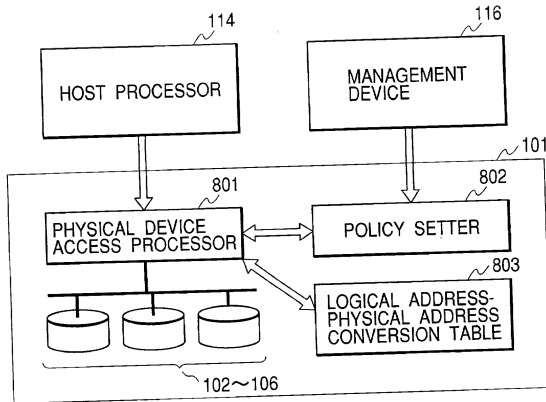 114
116
HOST PROCESSOR
MANAGEMENT
DEVICE
101
801
802
PHYSICAL DEVICE
ACCESS PROCESSOR
POLICY SETTER
803
LOGICAL ADDRESS-
PHYSICAL ADDRESS
CONVERSION TABLE
102~106